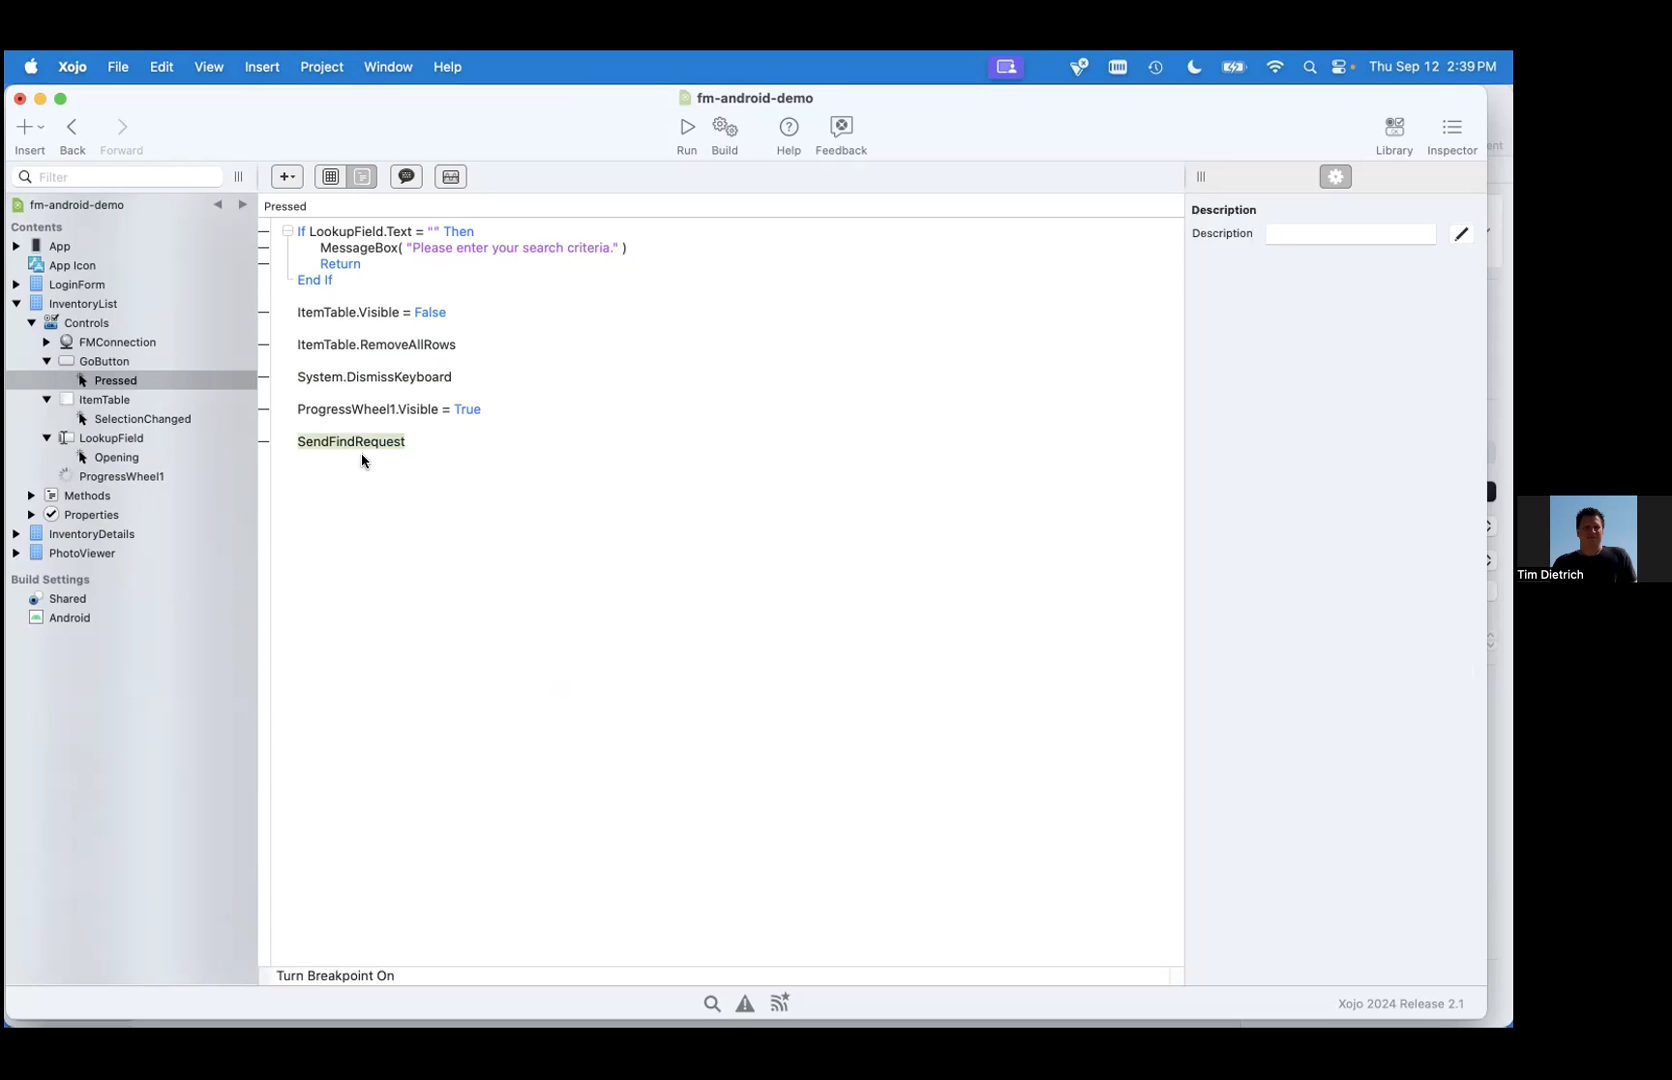 Xojo File Edit View Insert Project Window Help Thu Sep 12 2:39 PM
fm-android-demo
Insert Back Forward Run Build Help Feedback Library Inspector
Filter
fm-android-demo
Contents
App
App Icon
LoginForm
InventoryList
Controls
FMConnection
GoButton
Pressed
ItemTable
SelectionChanged
LookupField
Opening
ProgressWheel1
Methods
Properties
InventoryDetails
PhotoViewer
Build Settings
Shared
Android
Pressed
If LookupField.Text = "" Then
MessageBox( "Please enter your search criteria." )
Return
End If
ItemTable.Visible = False
ItemTable.RemoveAllRows
System.DismissKeyboard
ProgressWheel1.Visible = True
SendFindRequest
Turn Breakpoint On
Description
Description
Xojo 2024 Release 2.1
Tim Dietrich